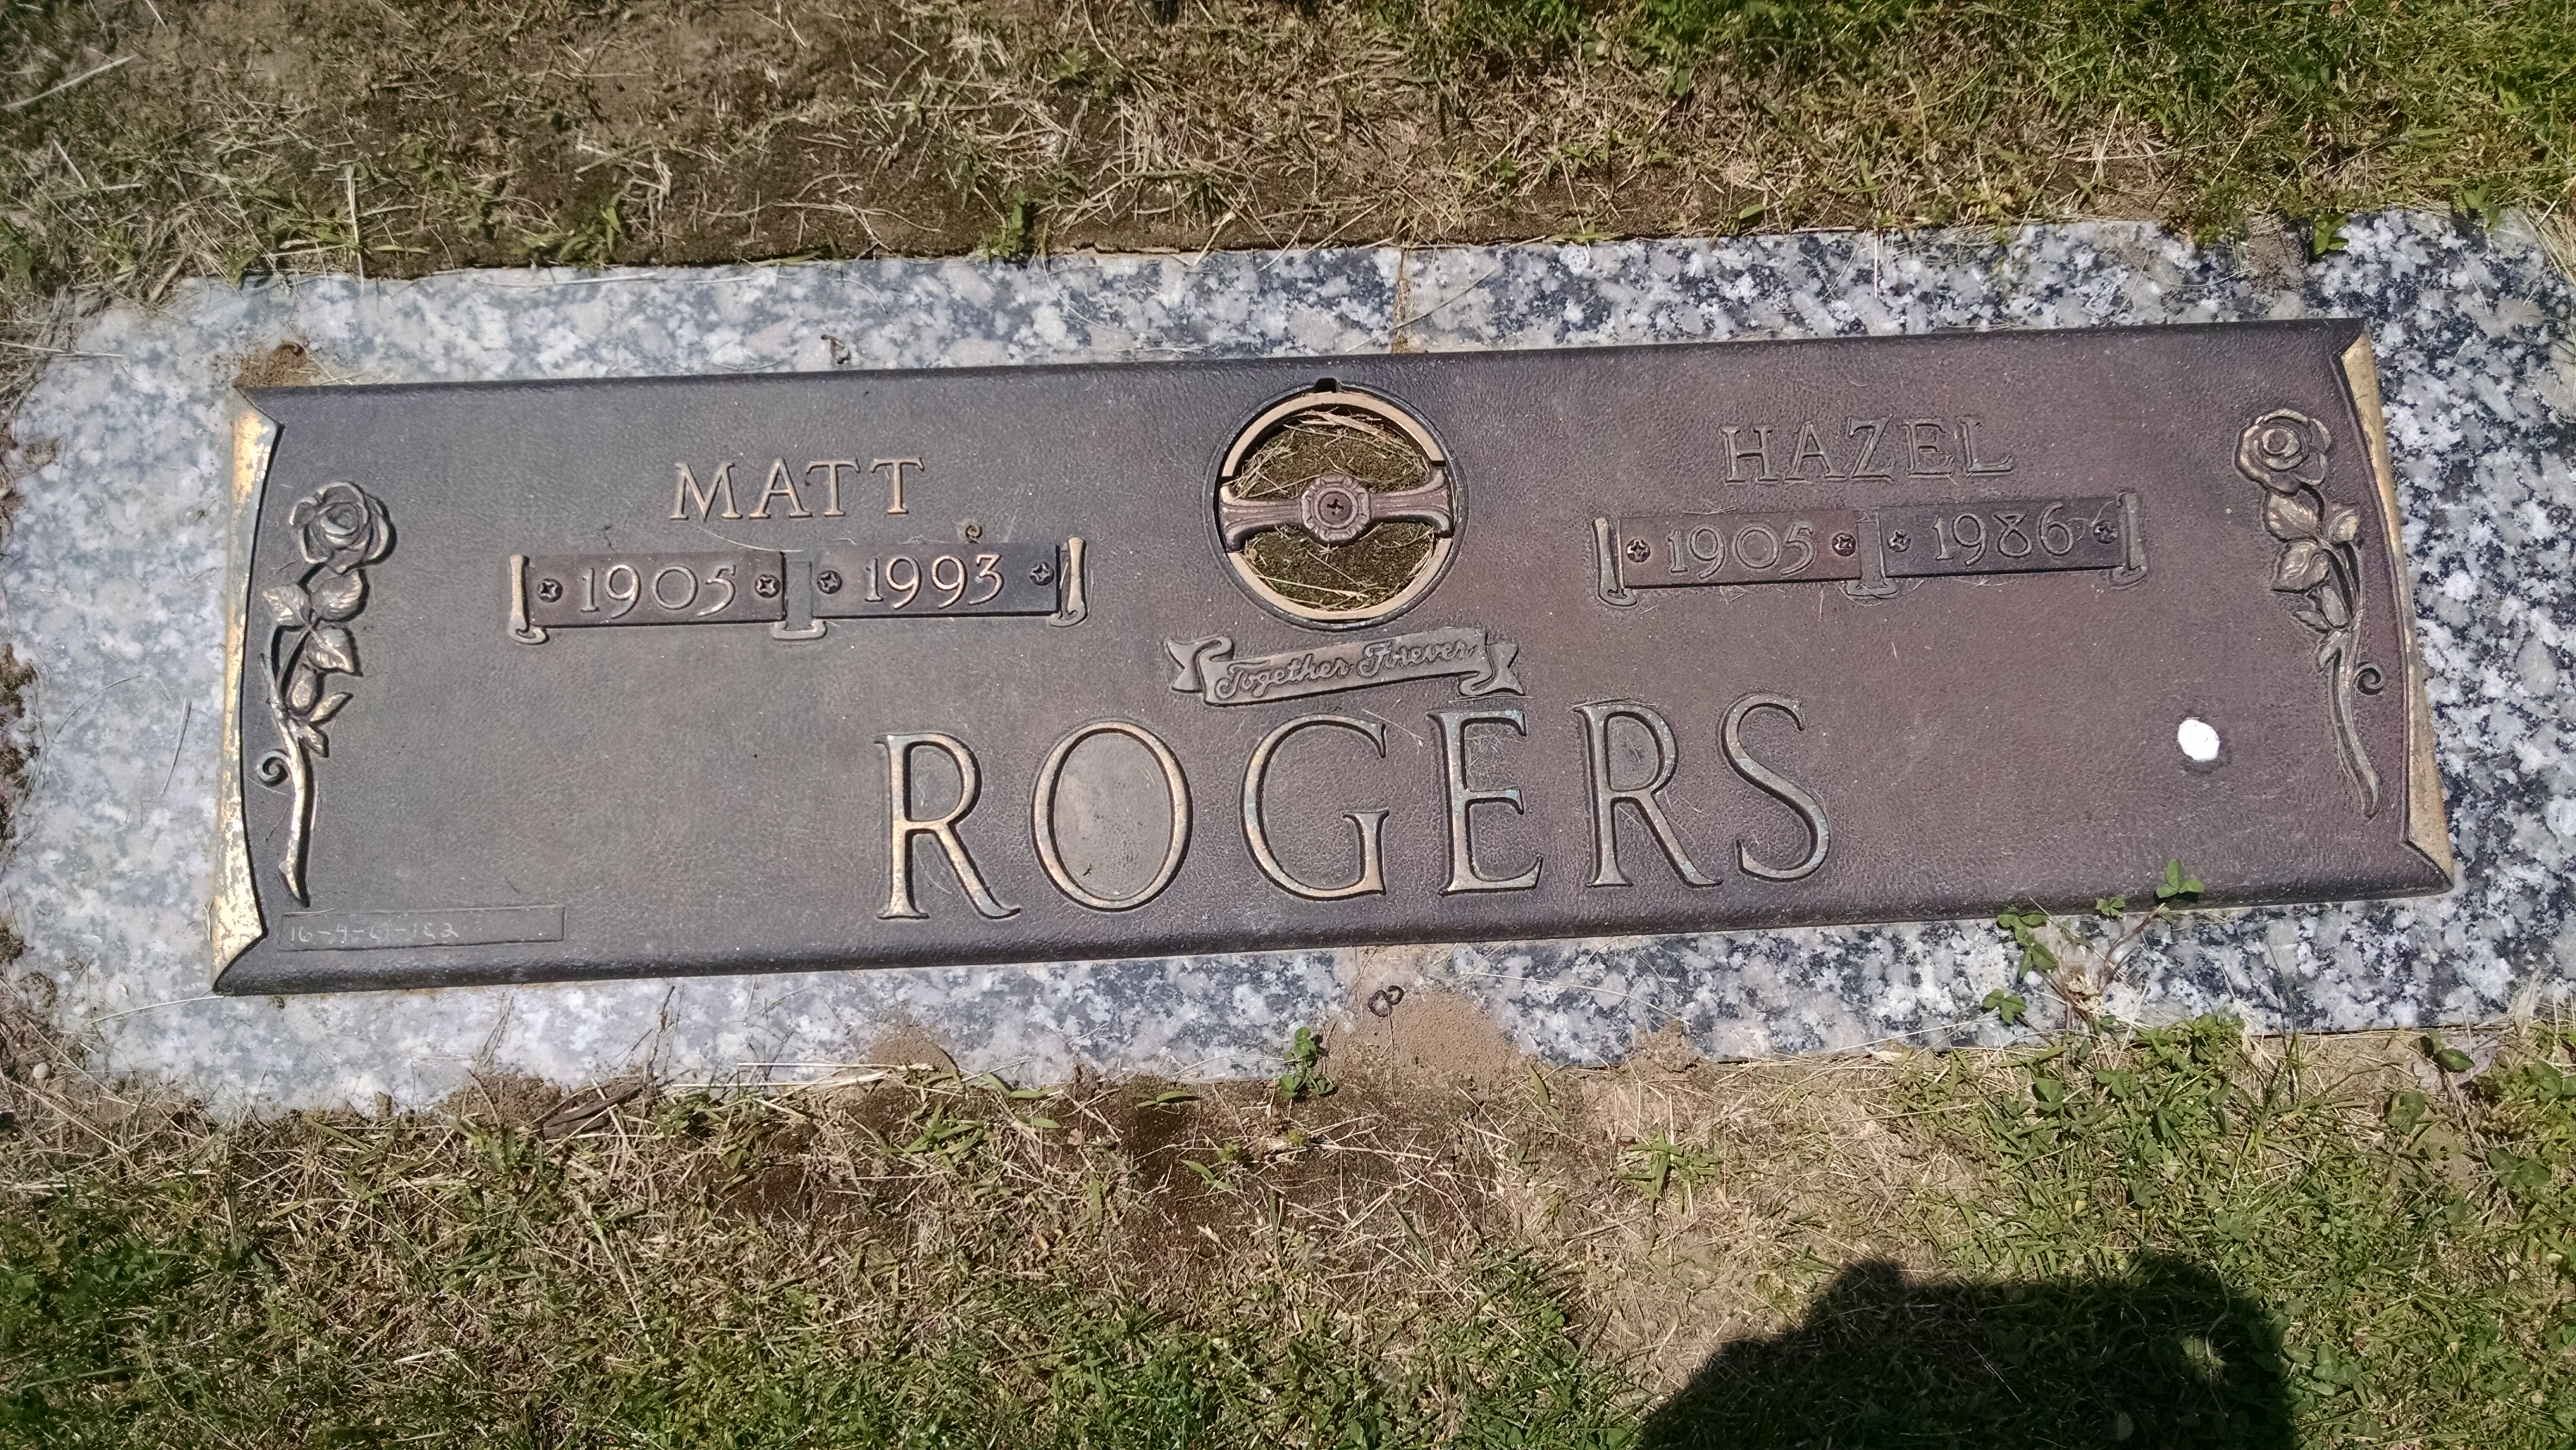 MATT
1905 1993
HAZEL
1905 1986
Together Forever
ROGERS